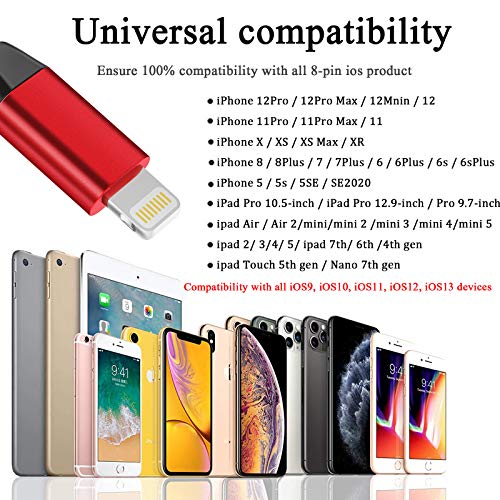 Universal compatibility
Ensure 100% compatibility with all 8-pin ios product
iPhone 12Pro / 12Pro Max / 12Mnin / 12
iPhone 11Pro / 11Pro Max / 11
iPhone X / XS / XS Max / XR
iPhone 8 / 8Plus / 7 / 7Plus / 6 / 6Plus / 6s / 6sPlus
iPhone 5 / 5s / 5SE / SE2020
iPad Pro 10.5-inch / iPad Pro 12.9-inch / Pro 9.7-inch
ipad Air / Air 2/mini/mini 2 /mini 3 /mini 4/mini 5
ipad 2/ 3/4/ 5/ ipad 7th/ 6th /4th gen
ipad Touch 5th gen / Nano 7th gen
Compatibility with all iOS9, iOS10, iOS11, iOS12, iOS13 devices